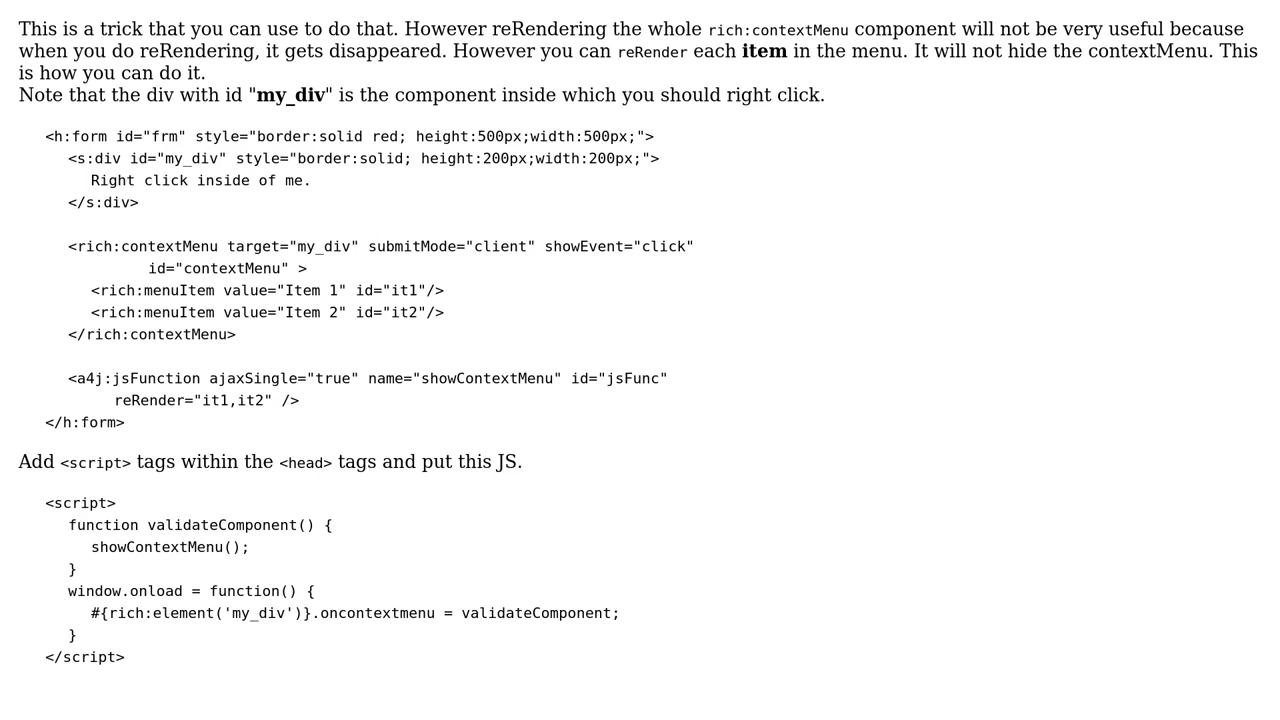 This is a trick that you can use to do that. However reRendering the whole rich:contextMenu component will not be very useful because
when you do reRendering, it gets disappeared. However you can reRender each item in the menu. It will not hide the contextMenu. This
is how you can do it.
Note that the div with id "my_div" is the component inside which you should right click.
<h:form id="frm" style="border:solid red; height:500px;width:500px;">
<s:div id="my_div" style="border:solid; height:200px;width:200px;">
Right click inside of me.
</s:div>
<rich:contextMenu target="my_div" submitMode="client" showEvent="click"
id="contextMenu" >
<rich:menuItem value="Item 1" id="it1"/>
<rich:menuItem value="Item 2" id="it2"/>
</rich:contextMenu>
<a4j:jsFunction ajaxSingle="true" name="showContextMenu" id="jsFunc"
reRender="it1,it2" />
</h:form>
Add <script> tags within the <head> tags and put this JS.
<script>
function validateComponent() {
showContextMenu();
}
window.onload = function() {
#{rich:element('my_div')}.oncontextmenu = validateComponent;
}
</script>